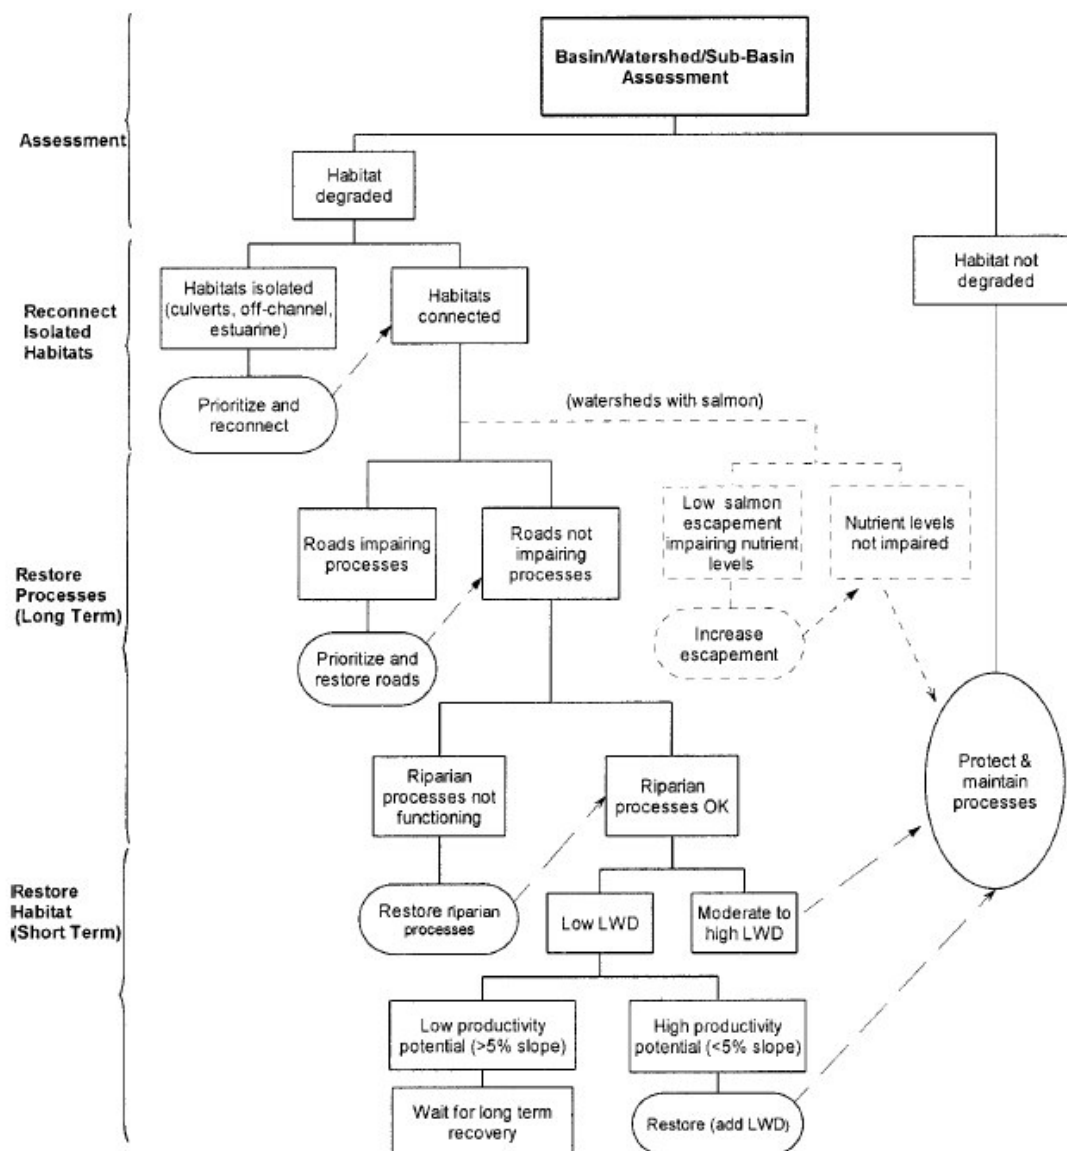 Basin/Watershed/Sub-Basin
Assessment
Assessment
Habitat
degraded
Habitat not
degraded
Reconnect
Isolated
Habitats
Habitats isolated
(culverts, off-channel,
estuarine)
Habitats
connected
Prioritize and
reconnect
(watersheds with salmon)
Restore
Processes
(Long Term)
Roads impairing
processes
Roads not
impairing
processes
Low salmon
escapement
impairing nutrient
levels
Nutrient levels
not impaired
Prioritize and
restore roads
Increase
escapement
Riparian
processes not
functioning
Riparian
processes OK
Protect &
maintain
processes
Restore
Habitat
(Short Term)
Restore riparian
processes
Low LWD
Moderate to
high LWD
Low productivity
potential (>5% slope)
High productivity
potential (<5% slope)
Wait for long term
recovery
Restore (add LWD)